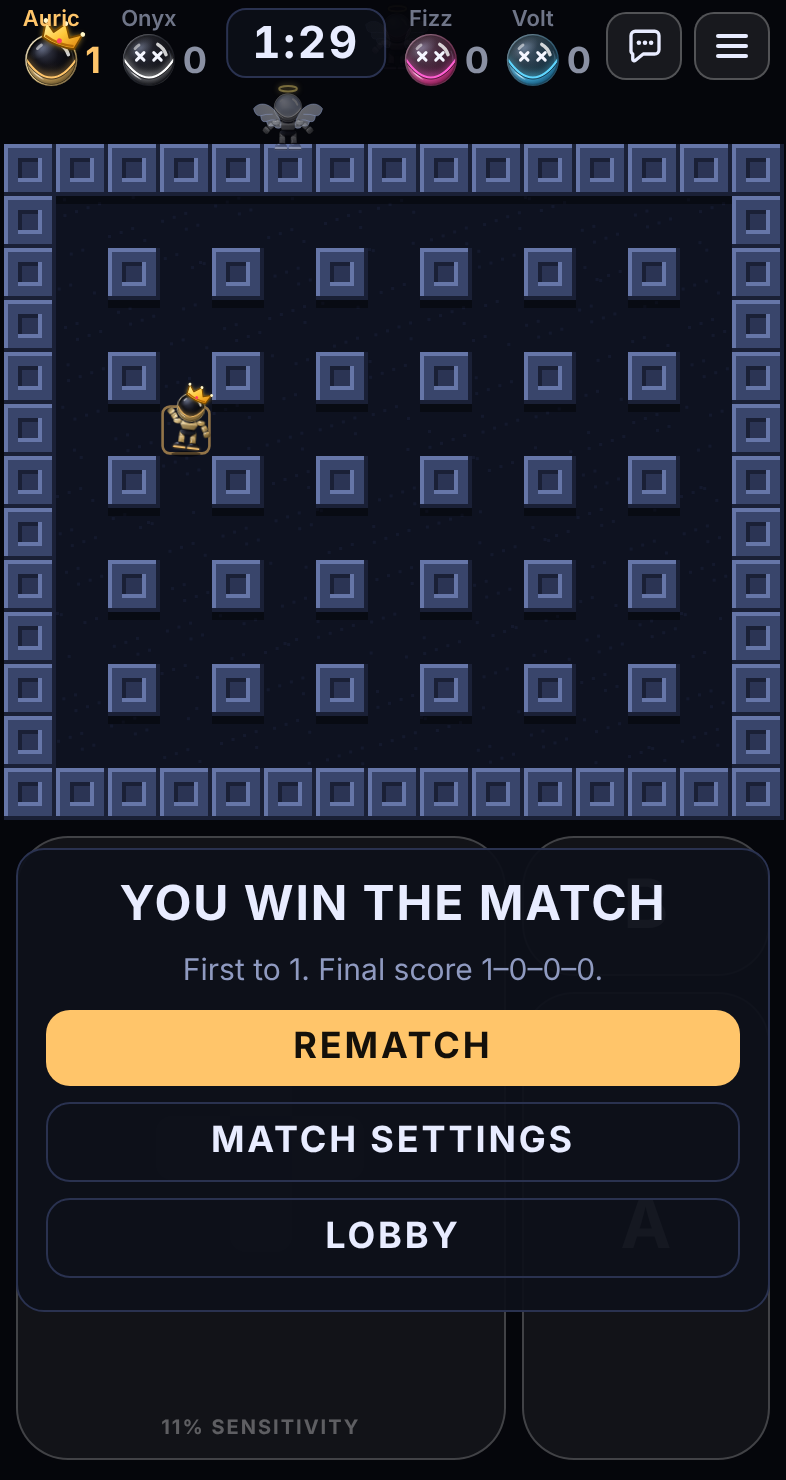 Auric Onyx 1:29 Fizz Volt
1 0 0 0
YOU WIN THE MATCH
First to 1. Final score 1–0–0–0.
REMATCH
MATCH SETTINGS
LOBBY
A
11% SENSITIVITY